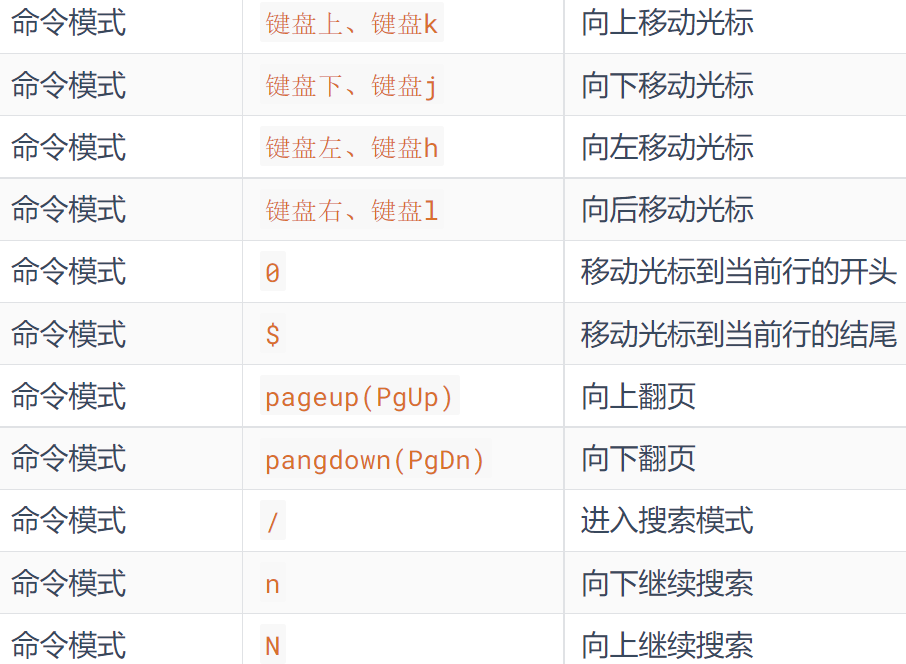 命令模式 键盘上、键盘k 向上移动光标
命令模式 键盘下、键盘j 向下移动光标
命令模式 键盘左、键盘h 向左移动光标
命令模式 键盘右、键盘l 向后移动光标
命令模式 0 移动光标到当前行的开头
命令模式 $ 移动光标到当前行的结尾
命令模式 pageup(PgUp) 向上翻页
命令模式 pangdown(PgDn) 向下翻页
命令模式 / 进入搜索模式
命令模式 n 向下继续搜索
命令模式 N 向上继续搜索